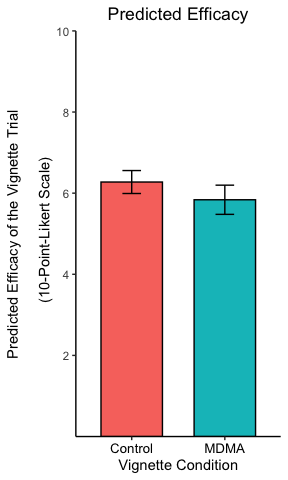 Predicted Efficacy
Predicted Efficacy of the Vignette Trial
(10-Point-Likert Scale)
10
8
6
4
2
Control
MDMA
Vignette Condition